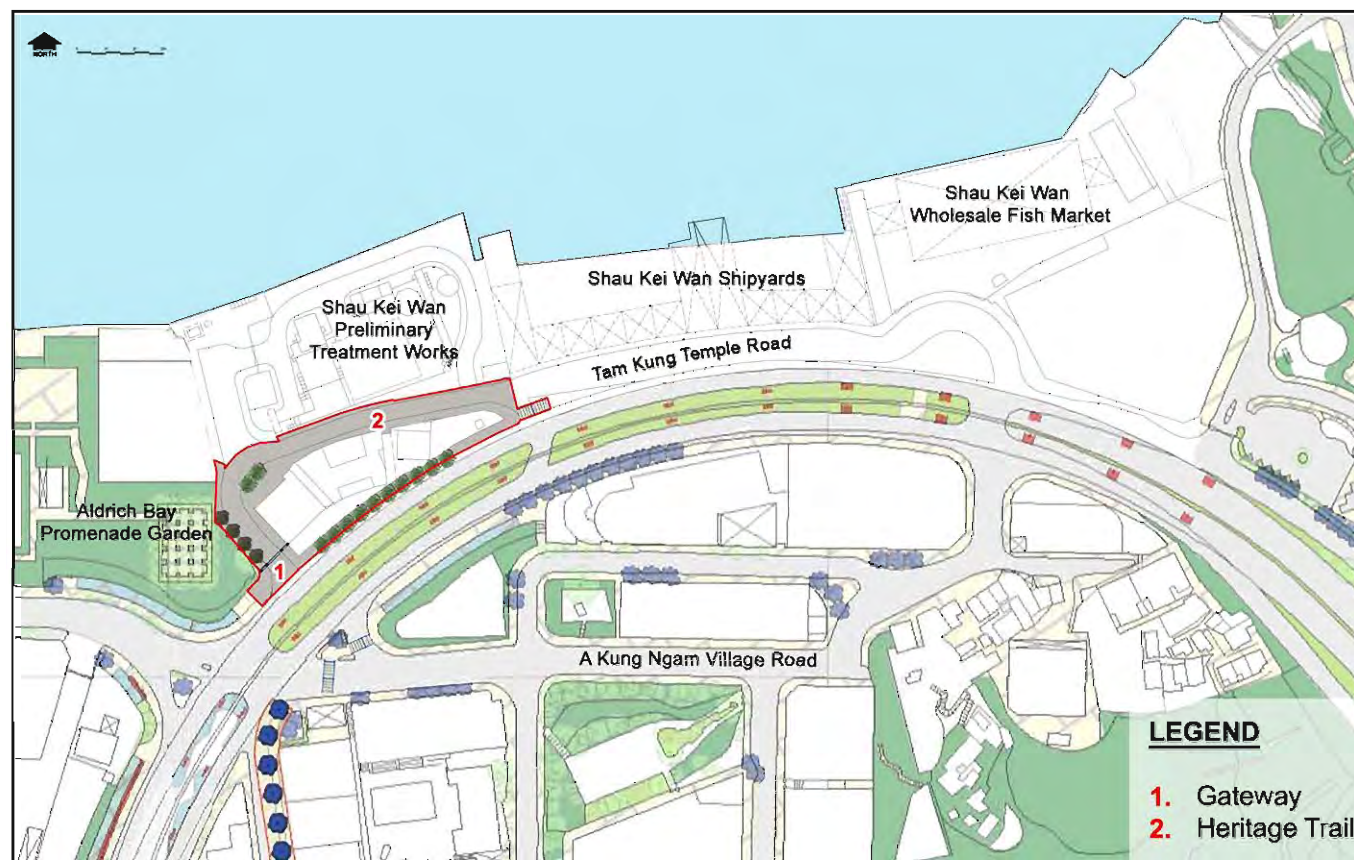 NORTH
Shau Kei Wan
Wholesale Fish Market
Shau Kei Wan Shipyards
Shau Kei Wan
Preliminary
Treatment Works
Tam Kung Temple Road
2
Aldrich Bay
Promenade Garden
1
A Kung Ngam Village Road
LEGEND
1. Gateway
2. Heritage Trail